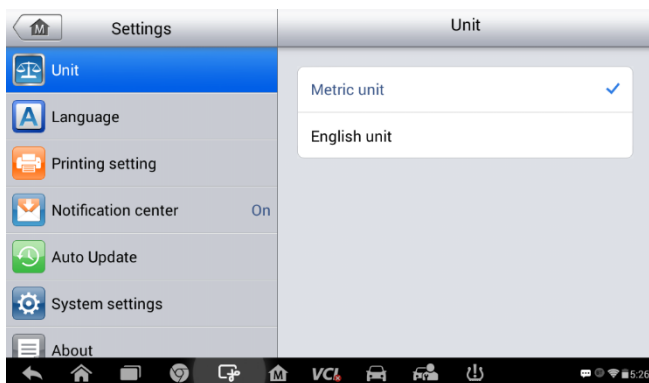 M
Settings
Unit
Unit
A
Language
Printing setting
Notification center On
Auto Update
System settings
About
Metric unit
English unit
M
VCI
5:26